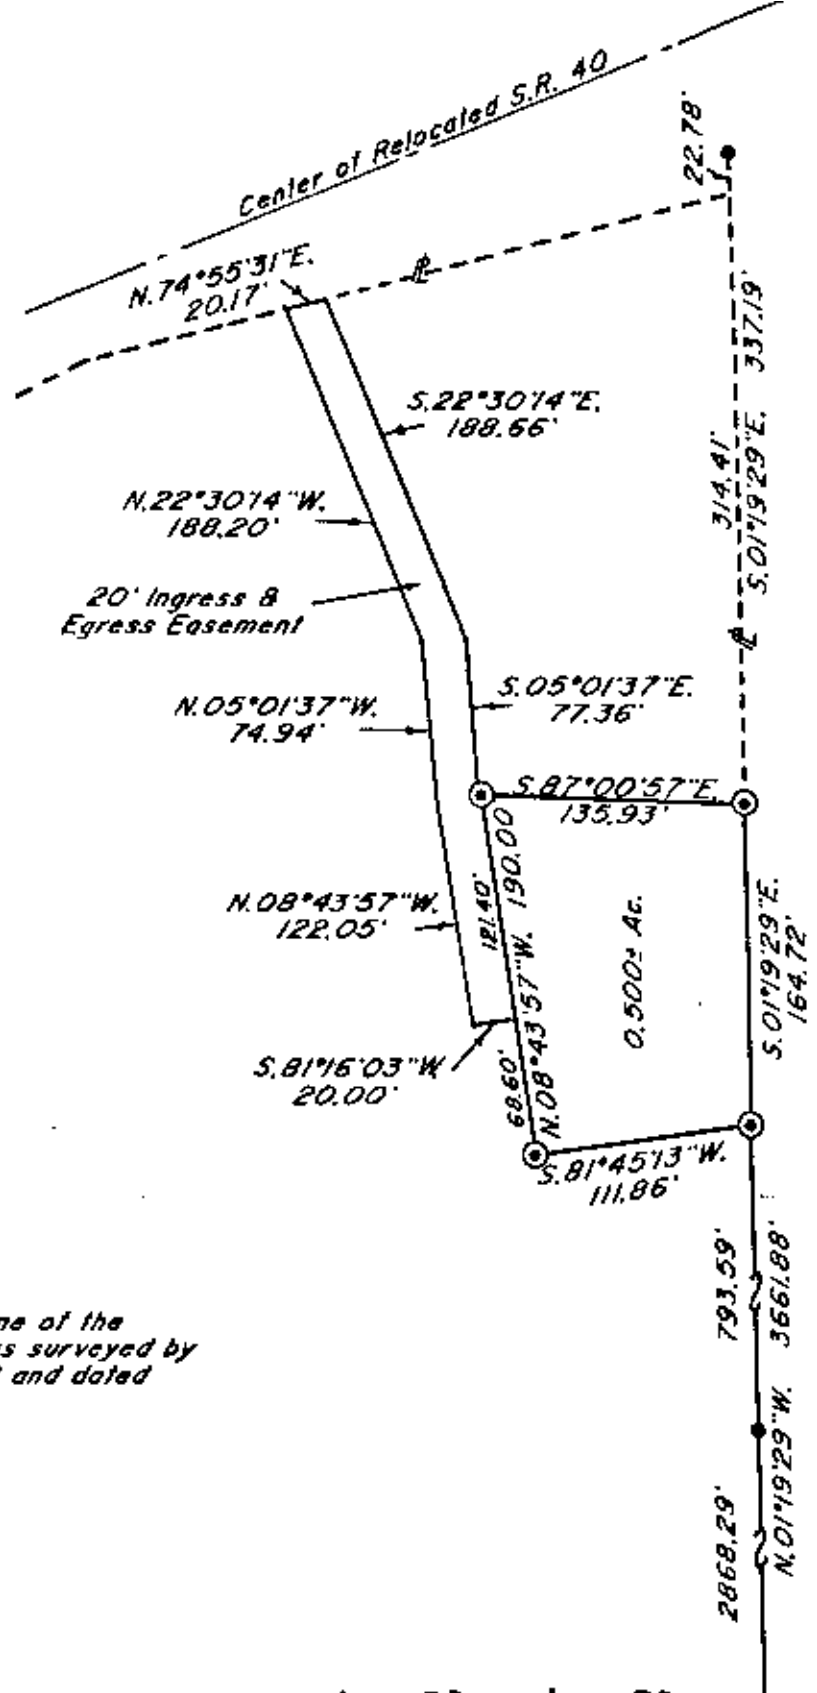 Center of Relocated S.R. 40
22.78'
N.74°55'31"E.
20.17'
℄
337.19'
S.01°19'29"E.
314.41'
S.22°30'14"E.
188.66'
N.22°30'14"W.
188.20'
20' Ingress &
Egress Easement
S.05°01'37"E.
77.36'
N.05°01'37"W.
74.94'
S.87°00'57"E.
135.93'
N.08°43'57"W.
122.05'
121.40'
N.08°43'57"W. 190.00
0.500± Ac.
S.01°19'29"E.
164.72'
S.81°16'03"W.
20.00'
68.60'
S.81°45'13"W.
111.86'
793.59'
3661.88'
ne of the
s surveyed by
and dated
N.01°19'29"W.
2868.29'